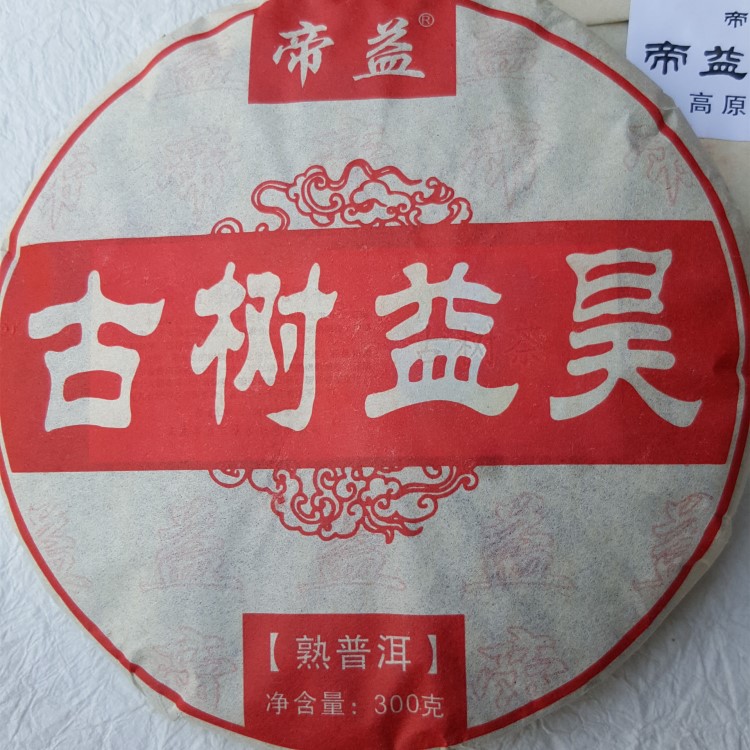 帝益®
帝
帝益
高原
古树益昊
【熟普洱】
净含量：300克